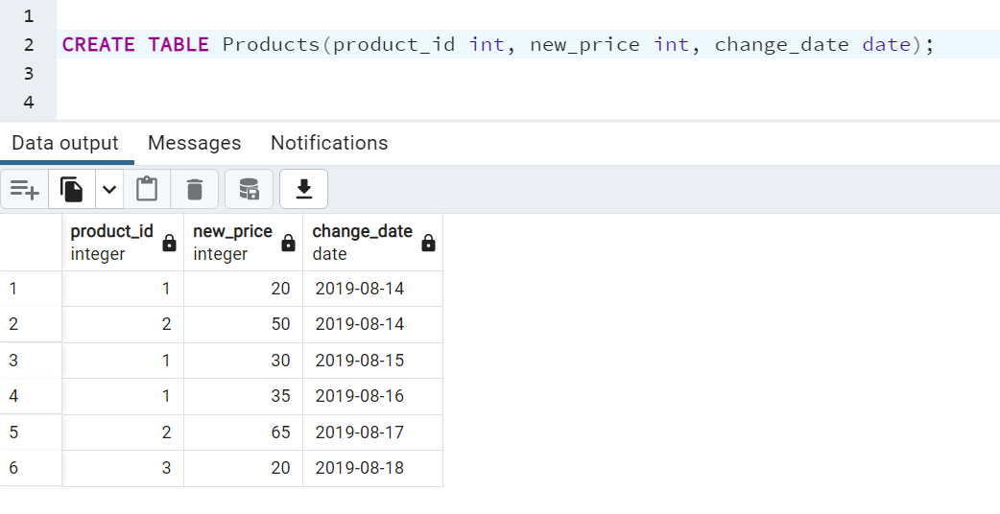 1
2 CREATE TABLE Products(product_id int, new_price int, change_date date);
3
4
Data output Messages Notifications
product_id new_price change_date
integer integer date
1 1 20 2019-08-14
2 2 50 2019-08-14
3 1 30 2019-08-15
4 1 35 2019-08-16
5 2 65 2019-08-17
6 3 20 2019-08-18